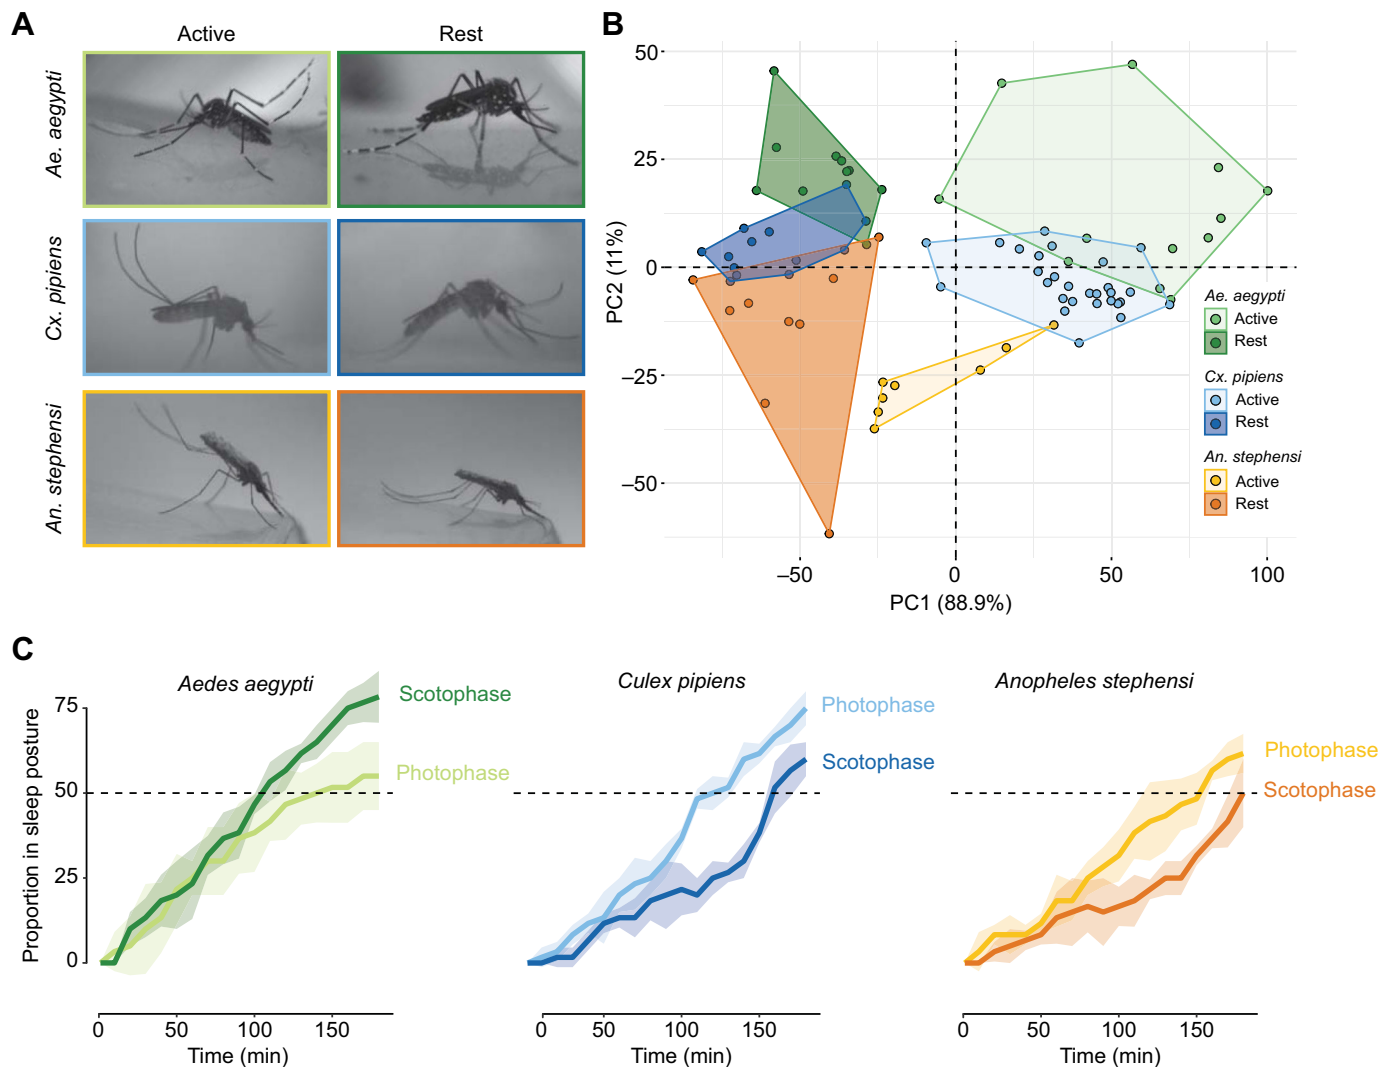 A
Active
Rest
Ae. aegypti
Cx. pipiens
An. stephensi
B
50
25
0
–25
–50
PC2 (11%)
–50
0
50
100
PC1 (88.9%)
Ae. aegypti
Active
Rest
Cx. pipiens
Active
Rest
An. stephensi
Active
Rest
C
Proportion in sleep posture
75
50
25
0
Aedes aegypti
Scotophase
Photophase
0
50
100
150
Time (min)
Culex pipiens
Photophase
Scotophase
0
50
100
150
Time (min)
Anopheles stephensi
Photophase
Scotophase
0
50
100
150
Time (min)